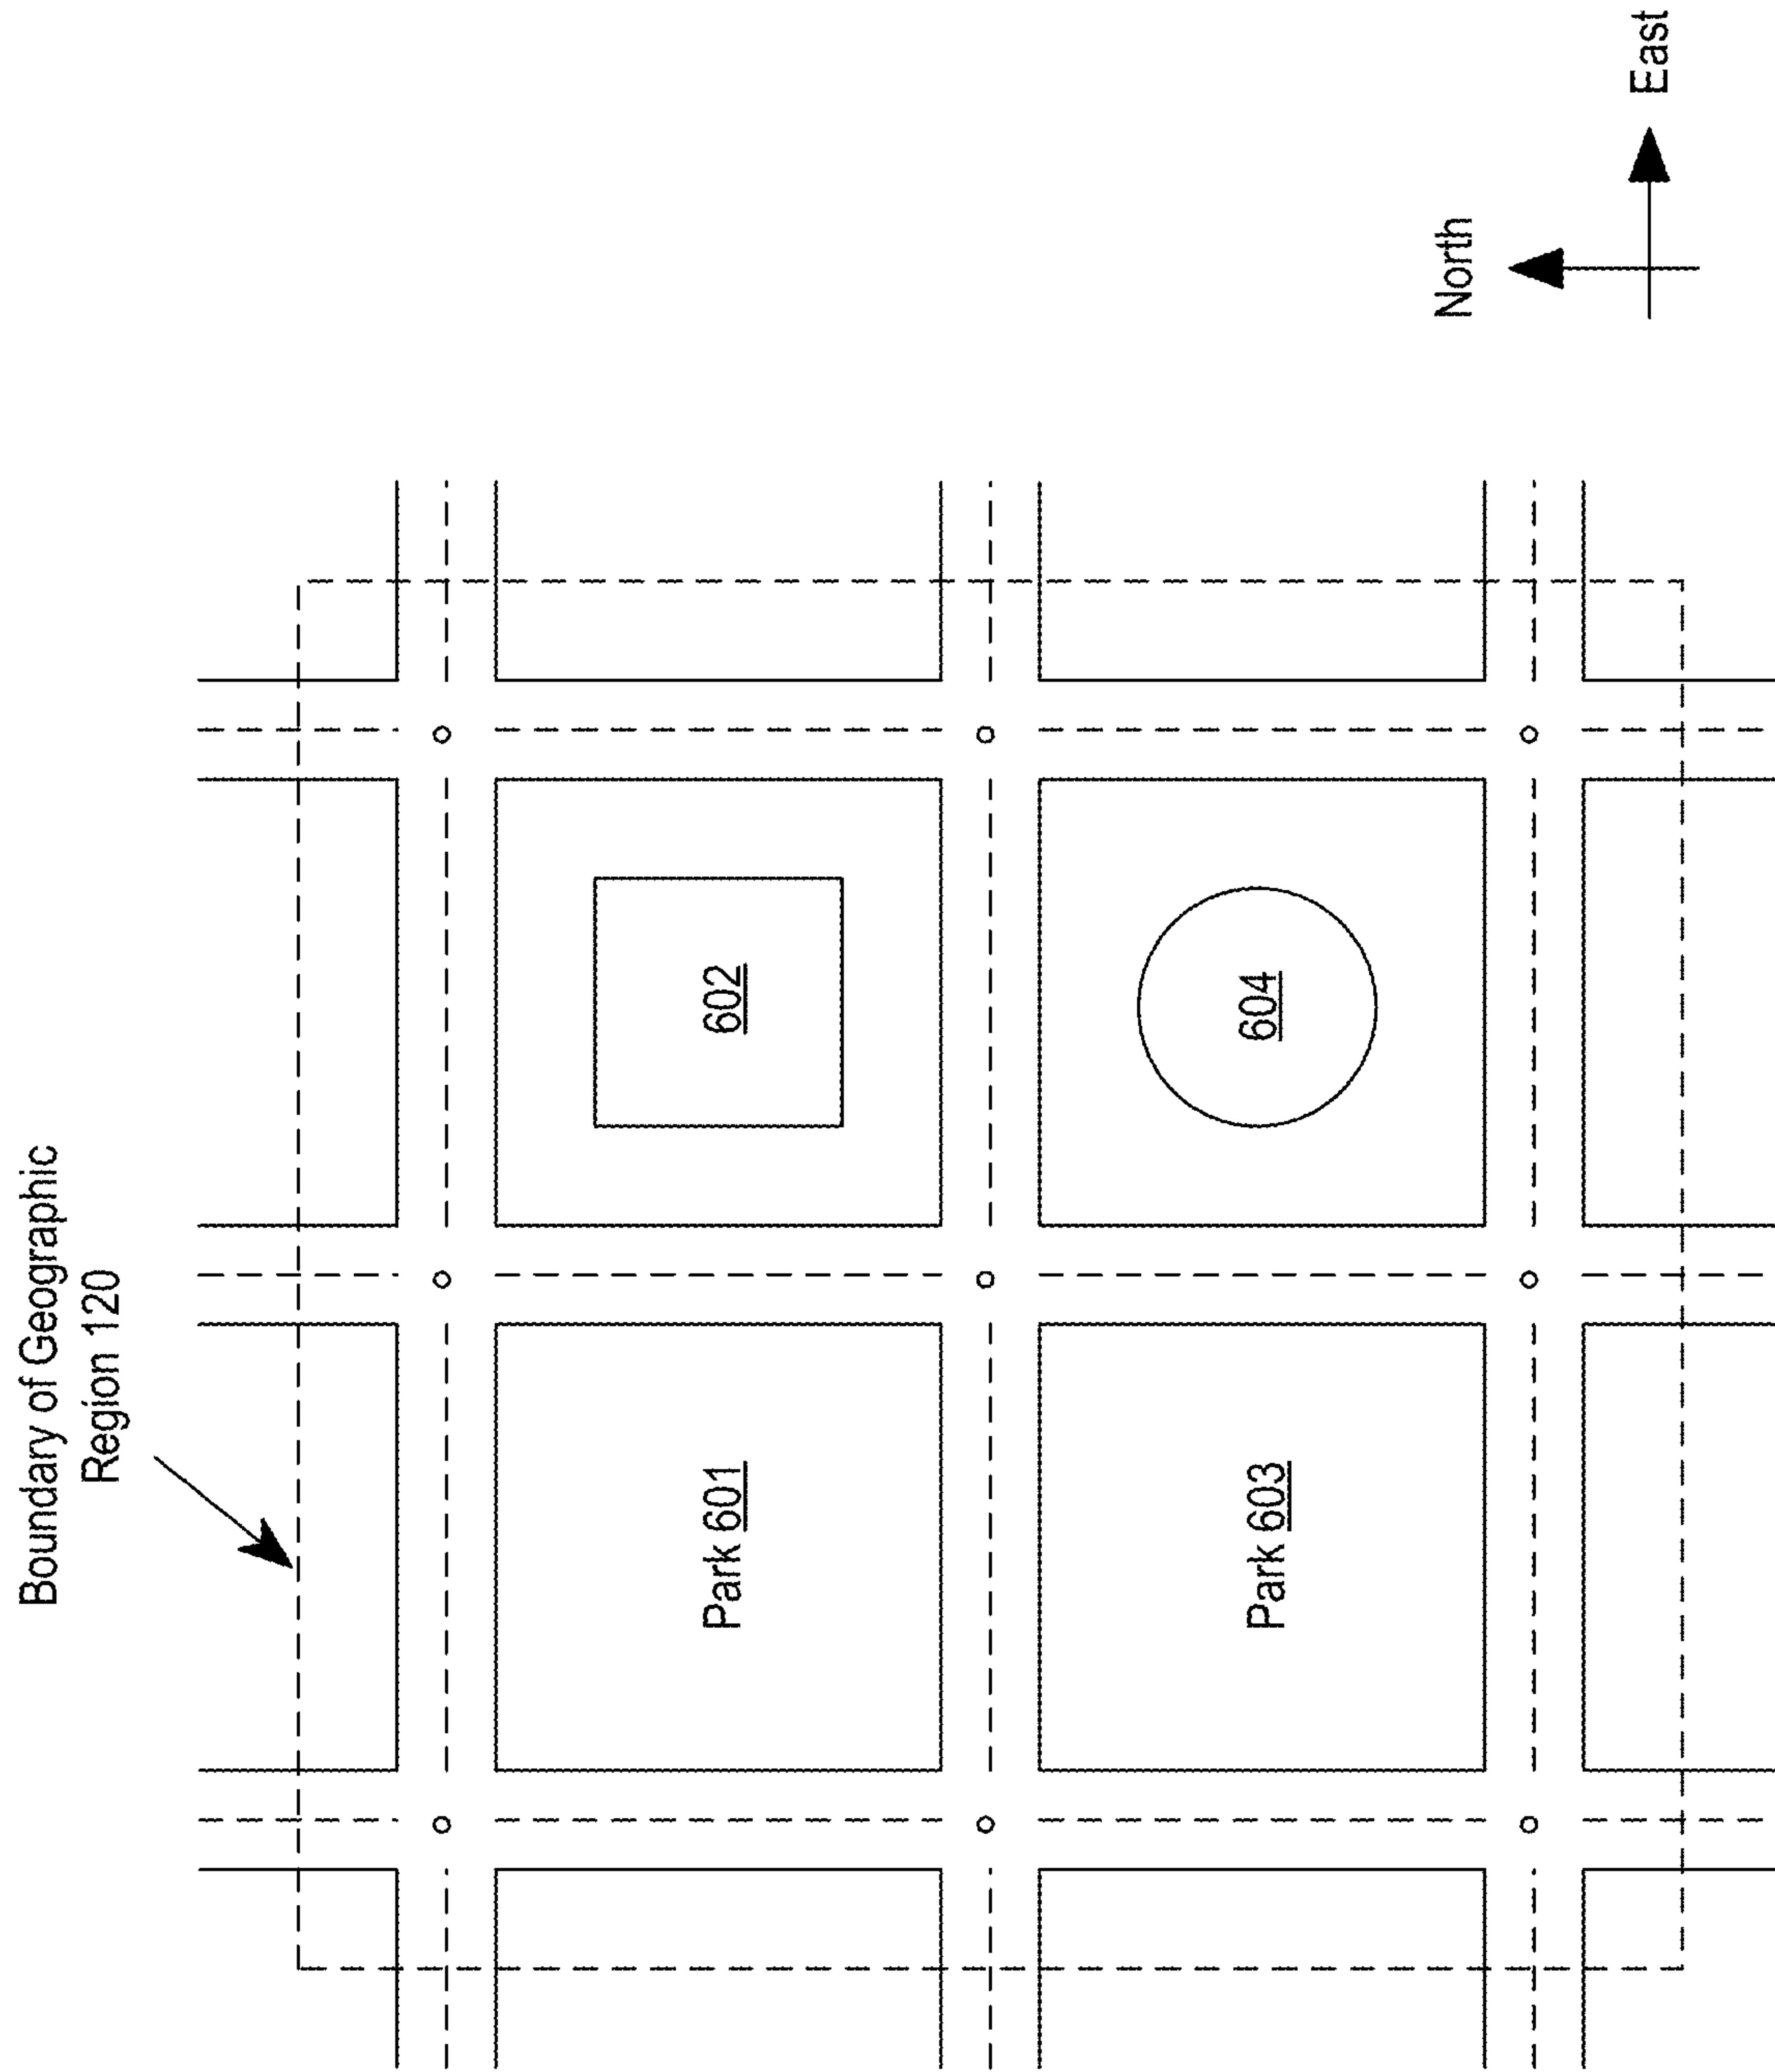 Boundary of Geographic
Region 120
Park 601
602
Park 603
604
North
East